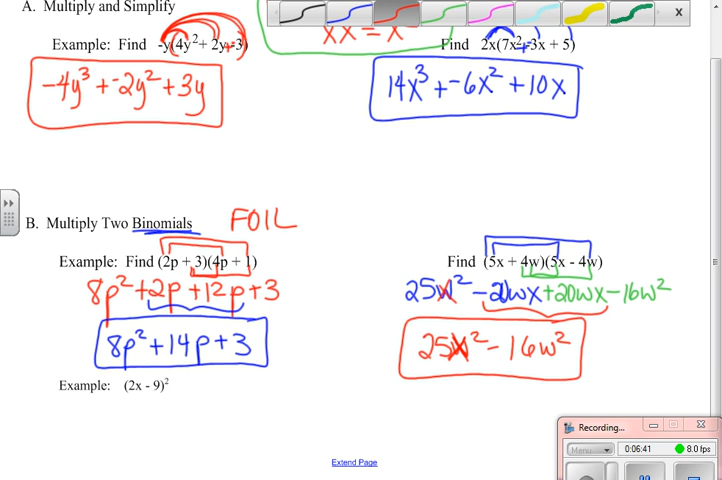 A. Multiply and Simplify
xx = x
Example: Find -y(4y²+ 2y+-3)
Find 2x(7x²+-3x + 5)
-4y³+-2y²+3y
14x³+-6x²+10x
B. Multiply Two Binomials FOIL
Example: Find (2p + 3)(4p + 1)
Find (5x + 4w)(5x - 4w)
8p²+2p+12p+3
25x²-20wx+20wx-16w²
8p²+14p+3
25x²-16w²
Example: (2x - 9)²
Extend Page
Recording...
Menu
0:06:41
8.0 fps